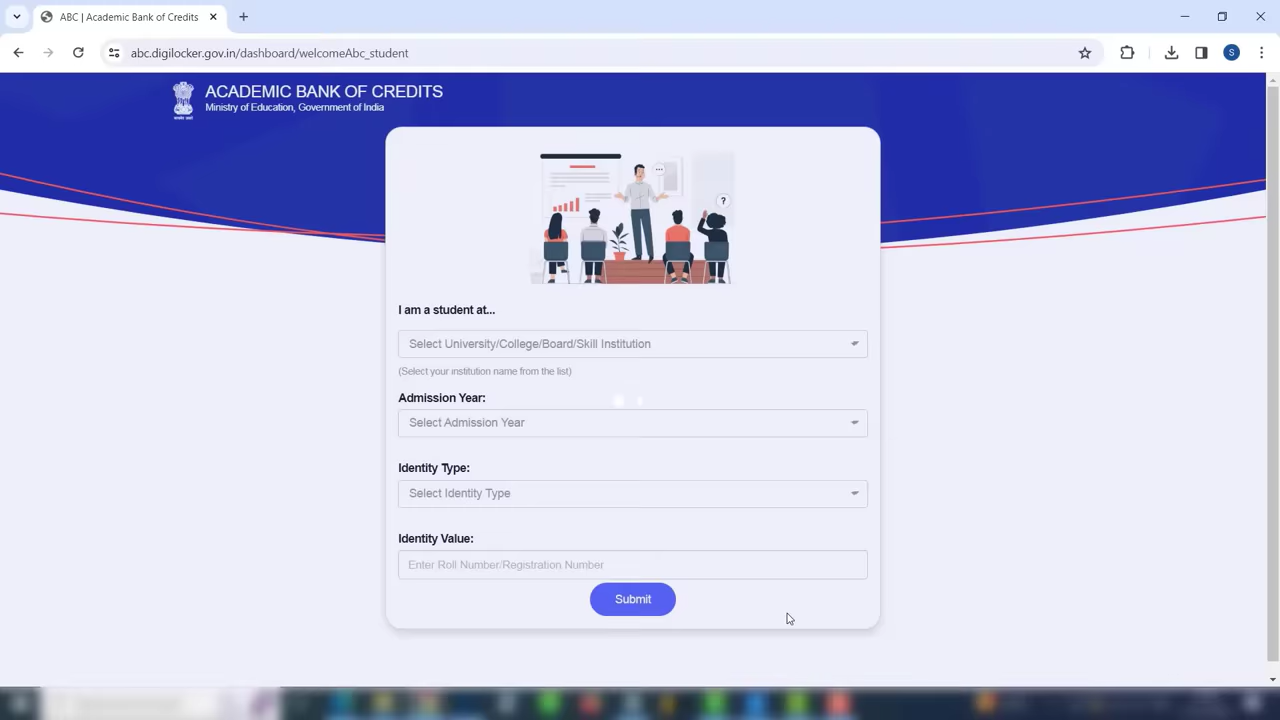 ABC | Academic Bank of Credits
abc.digilocker.gov.in/dashboard/welcomeAbc_student
S
ACADEMIC BANK OF CREDITS
Ministry of Education, Government of India
?
I am a student at...
Select University/College/Board/Skill Institution
(Select your institution name from the list)
Admission Year:
Select Admission Year
Identity Type:
Select Identity Type
Identity Value:
Enter Roll Number/Registration Number
Submit